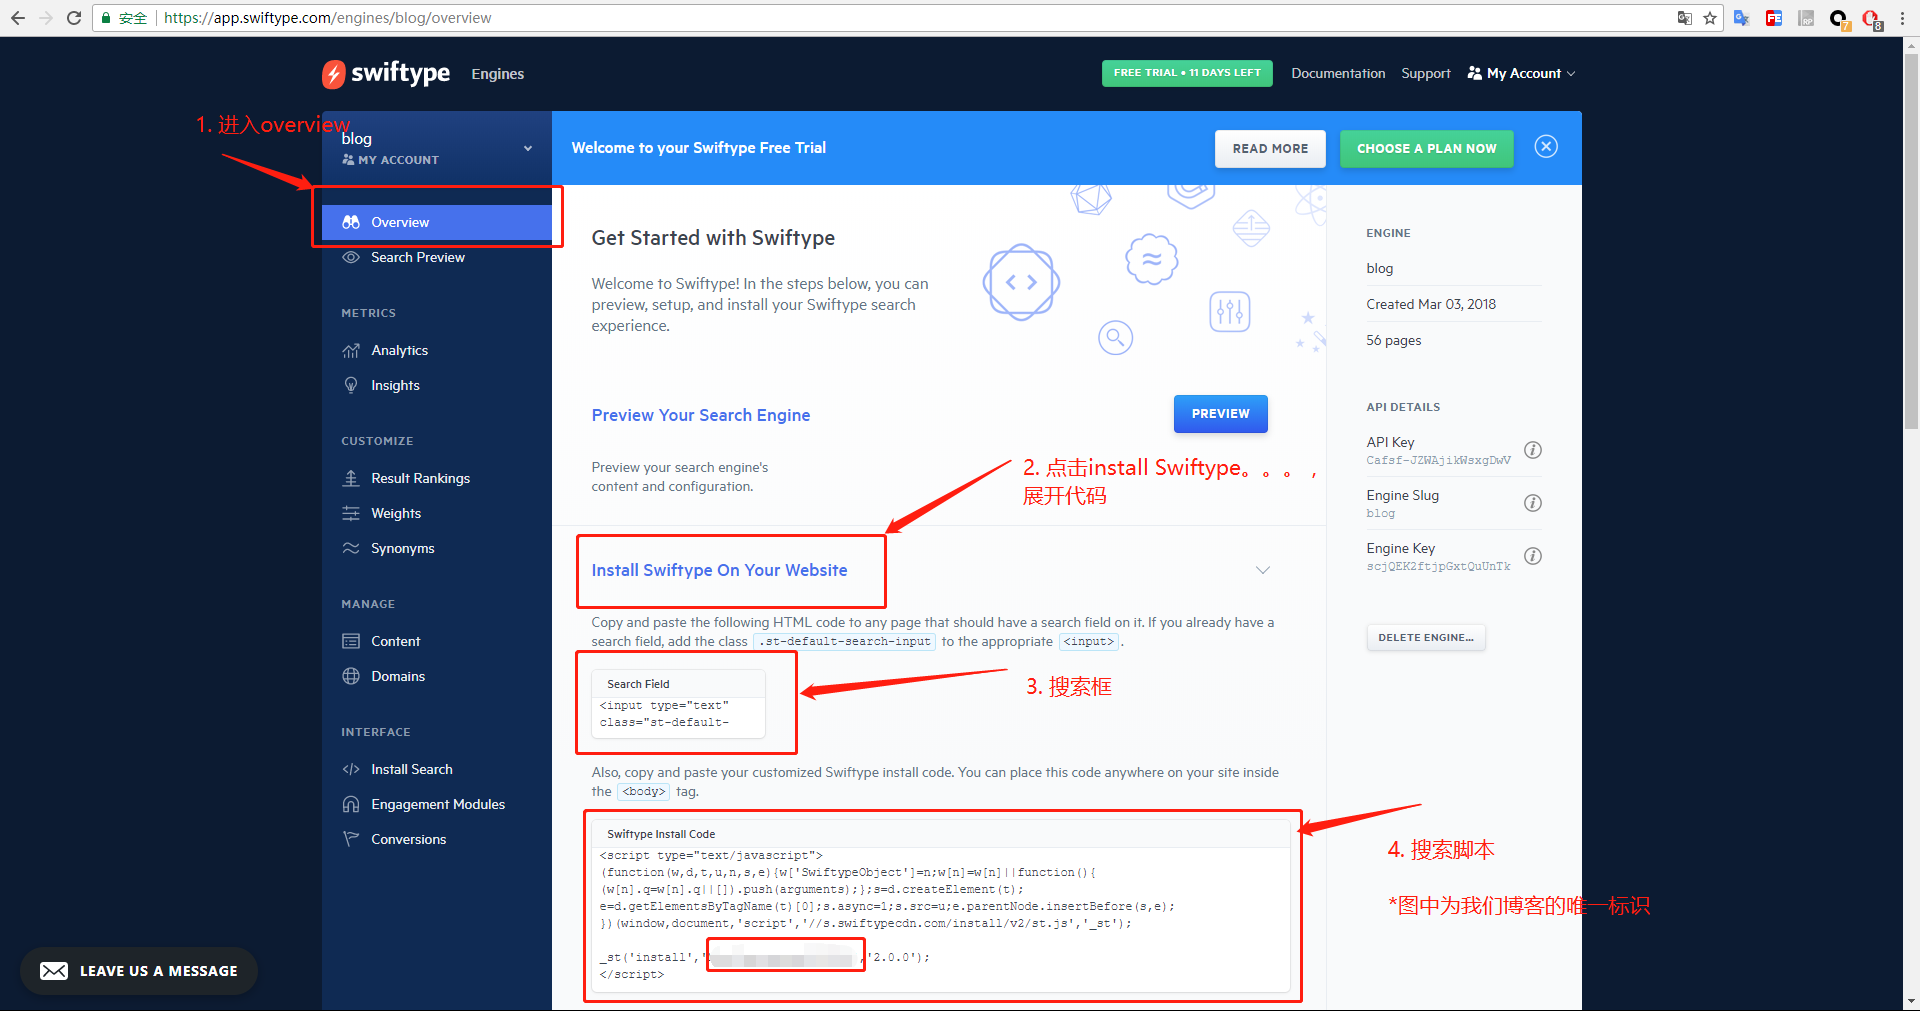 安全 https://app.swiftype.com/engines/blog/overview
swiftype Engines
FREE TRIAL • 11 DAYS LEFT Documentation Support My Account
1. 进入overview
blog
MY ACCOUNT
Welcome to your Swiftype Free Trial READ MORE CHOOSE A PLAN NOW
Overview
Search Preview
METRICS
Analytics
Insights
CUSTOMIZE
Result Rankings
Weights
Synonyms
MANAGE
Content
Domains
INTERFACE
Install Search
Engagement Modules
Conversions
Get Started with Swiftype
Welcome to Swiftype! In the steps below, you can
preview, setup, and install your Swiftype search
experience.
Preview Your Search Engine PREVIEW
Preview your search engine's
content and configuration.
2. 点击install Swiftype。。。,
展开代码
Install Swiftype On Your Website
Copy and paste the following HTML code to any page that should have a search field on it. If you already have a
search field, add the class .st-default-search-input to the appropriate <input>.
Search Field
<input type="text"
class="st-default-
3. 搜索框
Also, copy and paste your customized Swiftype install code. You can place this code anywhere on your site inside
the <body> tag.
Swiftype Install Code
<script type="text/javascript">
(function(w,d,t,u,n,s,e){w['SwiftypeObject']=n;w[n]=w[n]||function(){
(w[n].q=w[n].q||[]).push(arguments);};s=d.createElement(t);
e=d.getElementsByTagName(t)[0];s.async=1;s.src=u;e.parentNode.insertBefore(s,e);
})(window,document,'script','//s.swiftypecdn.com/install/v2/st.js','_st');
_st('install',' ,'2.0.0');
</script>
4. 搜索脚本
*图中为我们博客的唯一标识
ENGINE
blog
Created Mar 03, 2018
56 pages
API DETAILS
API Key
Cafsf-JZWAjikWsxgDwV
Engine Slug
blog
Engine Key
scjQEK2ftjpGxtQuUnTk
DELETE ENGINE...
LEAVE US A MESSAGE